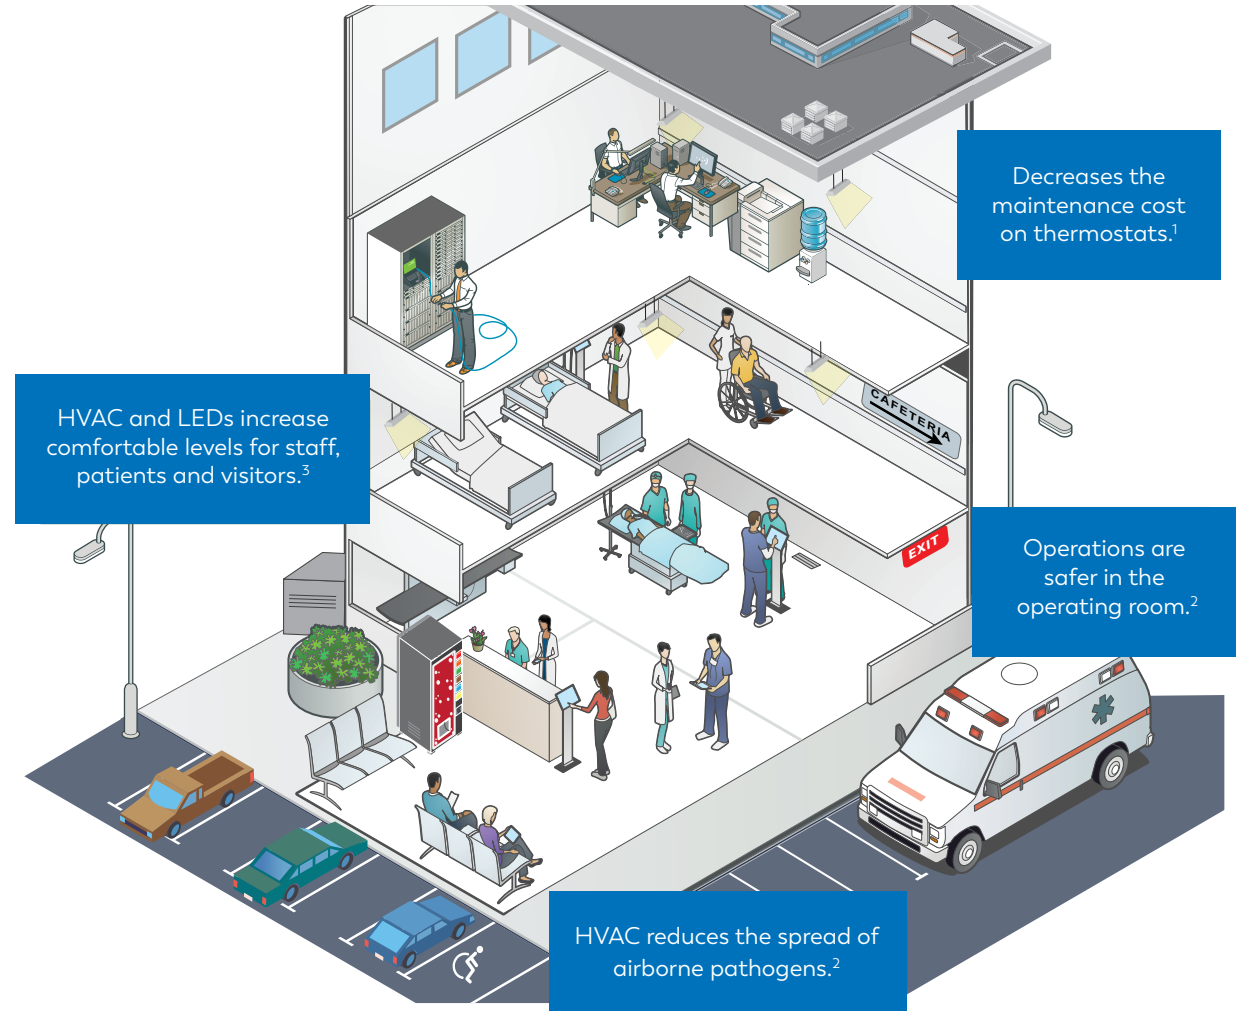 Decreases the
maintenance cost
on thermostats.¹
HVAC and LEDs increase
comfortable levels for staff,
patients and visitors.³
CAFETERIA
EXIT
Operations are
safer in the
operating room.²
HVAC reduces the spread of
airborne pathogens.²